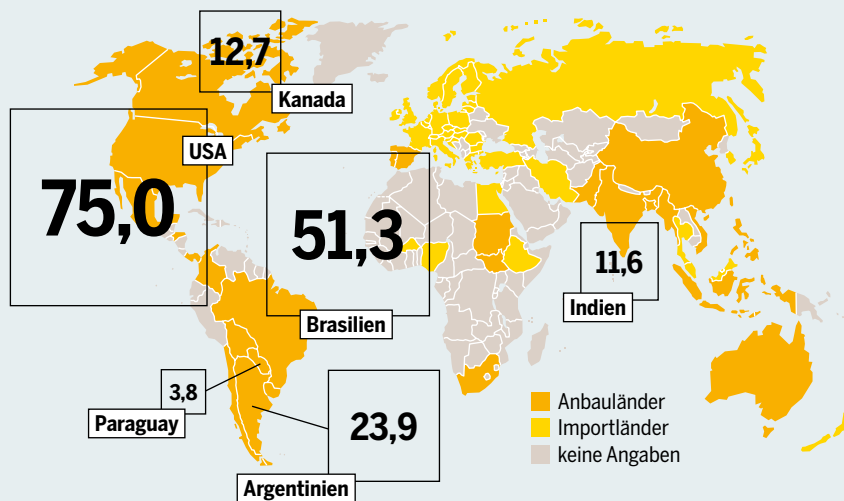 12,7
Kanada
USA
75,0
51,3
Brasilien
11,6
Indien
3,8
Paraguay
23,9
Argentinien
Anbauländer
Importländer
keine Angaben